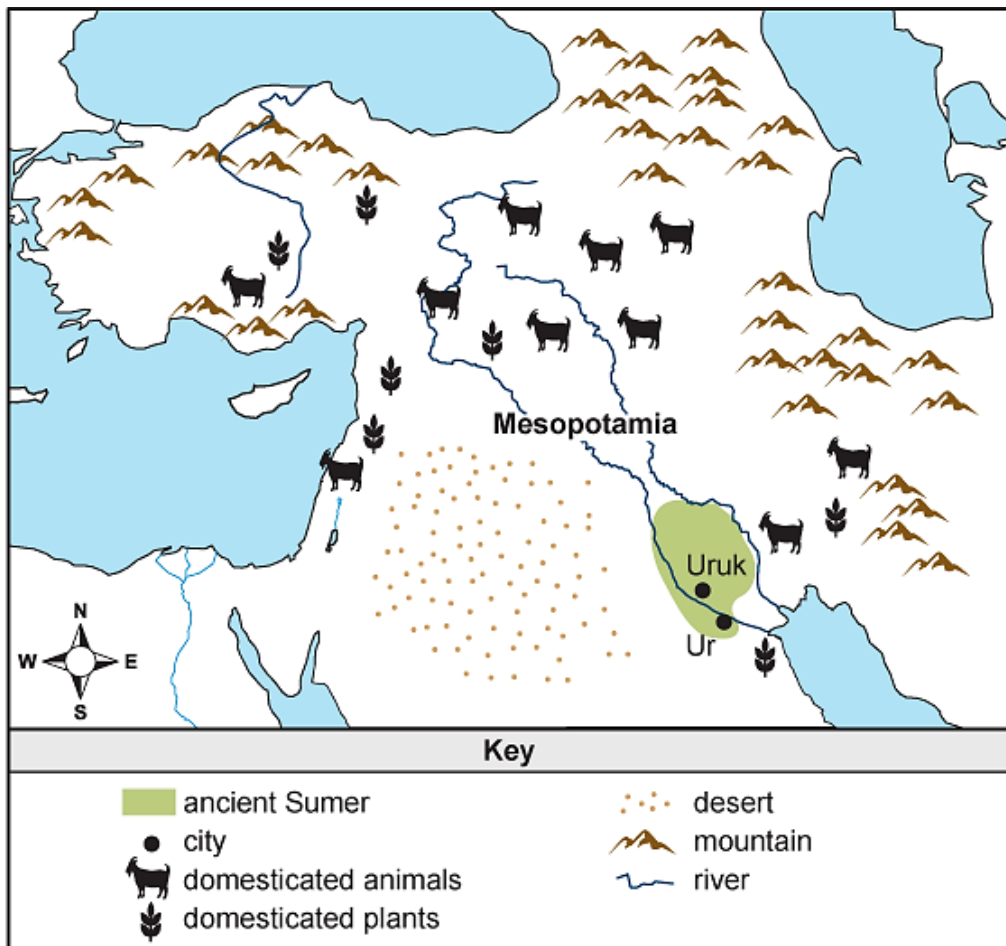 Mesopotamia
Uruk
Ur
N
W E
S
Key
ancient Sumer
city
domesticated animals
domesticated plants
desert
mountain
river